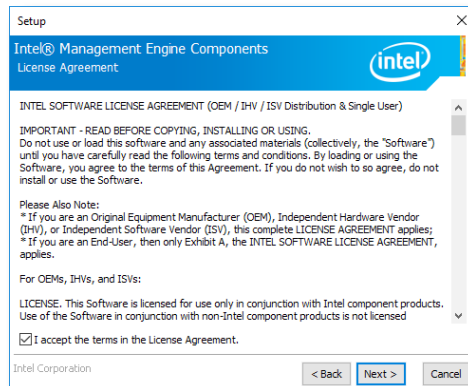 Setup
Intel® Management Engine Components
License Agreement
intel
INTEL SOFTWARE LICENSE AGREEMENT (OEM / IHV / ISV Distribution & Single User)
IMPORTANT - READ BEFORE COPYING, INSTALLING OR USING.
Do not use or load this software and any associated materials (collectively, the "Software")
until you have carefully read the following terms and conditions. By loading or using the
Software, you agree to the terms of this Agreement. If you do not wish to so agree, do not
install or use the Software.
Please Also Note:
* If you are an Original Equipment Manufacturer (OEM), Independent Hardware Vendor
(IHV), or Independent Software Vendor (ISV), this complete LICENSE AGREEMENT applies;
* If you are an End-User, then only Exhibit A, the INTEL SOFTWARE LICENSE AGREEMENT,
applies.
For OEMs, IHVs, and ISVs:
LICENSE. This Software is licensed for use only in conjunction with Intel component products.
Use of the Software in conjunction with non-Intel component products is not licensed
I accept the terms in the License Agreement.
Intel Corporation
< Back
Next >
Cancel